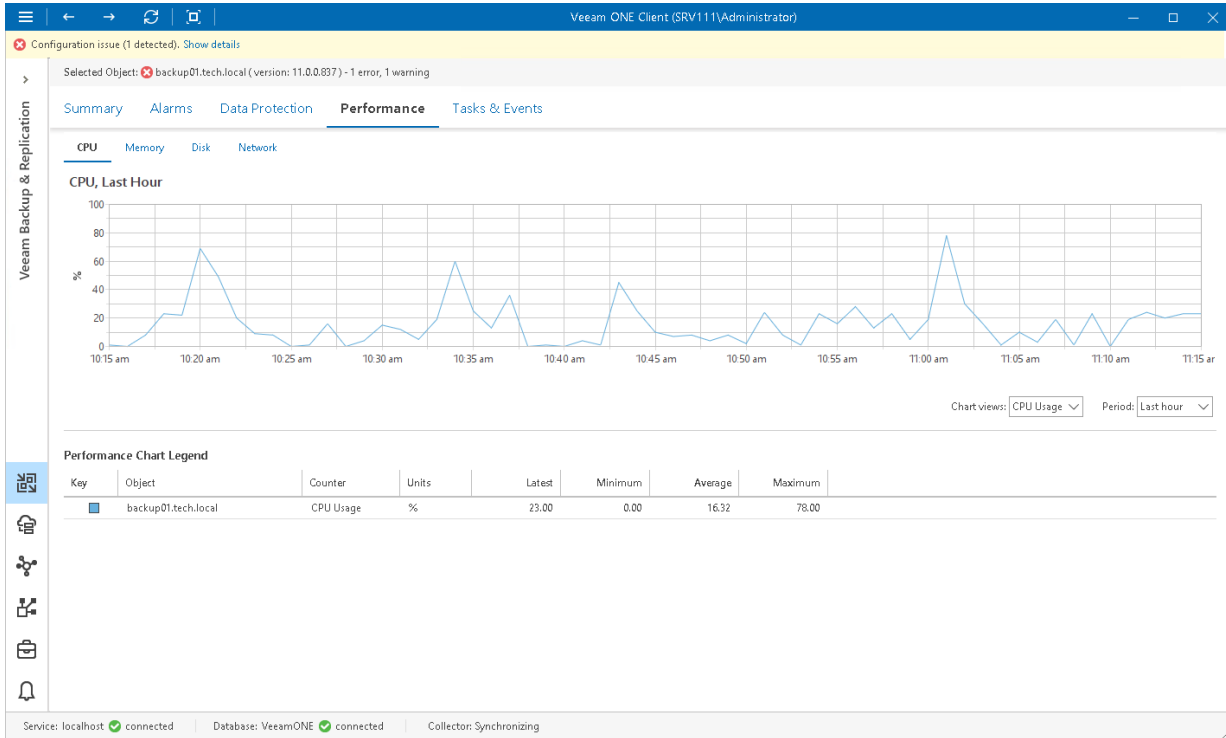 Veeam ONE Client (SRV111\Administrator)
Configuration issue (1 detected). Show details
Selected Object: backup01.tech.local ( version: 11.0.0.837 ) - 1 error, 1 warning
Veeam Backup & Replication
Summary Alarms Data Protection Performance Tasks & Events
CPU Memory Disk Network
CPU, Last Hour
100
80
60
40
20
0
%
10:15 am 10:20 am 10:25 am 10:30 am 10:35 am 10:40 am 10:45 am 10:50 am 10:55 am 11:00 am 11:05 am 11:10 am 11:15 ar
Chart views: CPU Usage Period: Last hour
Performance Chart Legend
Key Object Counter Units Latest Minimum Average Maximum
backup01.tech.local CPU Usage % 23.00 0.00 16.32 78.00
Service: localhost connected Database: VeeamONE connected Collector: Synchronizing